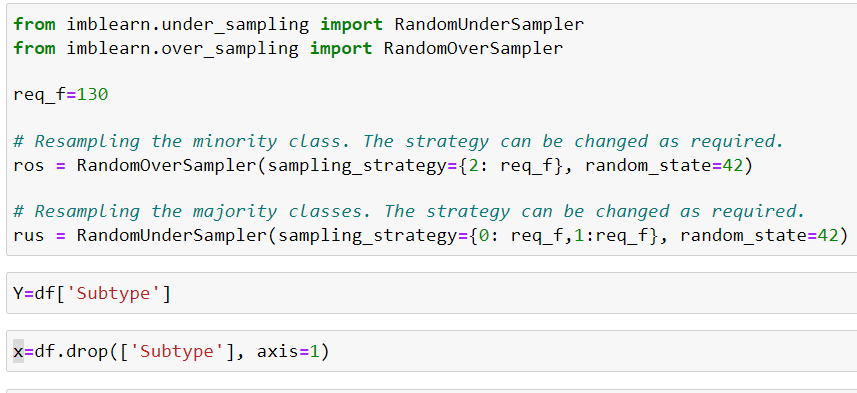 from imblearn.under_sampling import RandomUnderSampler
from imblearn.over_sampling import RandomOverSampler
req_f=130
# Resampling the minority class. The strategy can be changed as required.
ros = RandomOverSampler(sampling_strategy={2: req_f}, random_state=42)
# Resampling the majority classes. The strategy can be changed as required.
rus = RandomUnderSampler(sampling_strategy={0: req_f,1:req_f}, random_state=42)
Y=df['Subtype']
x=df.drop(['Subtype'], axis=1)